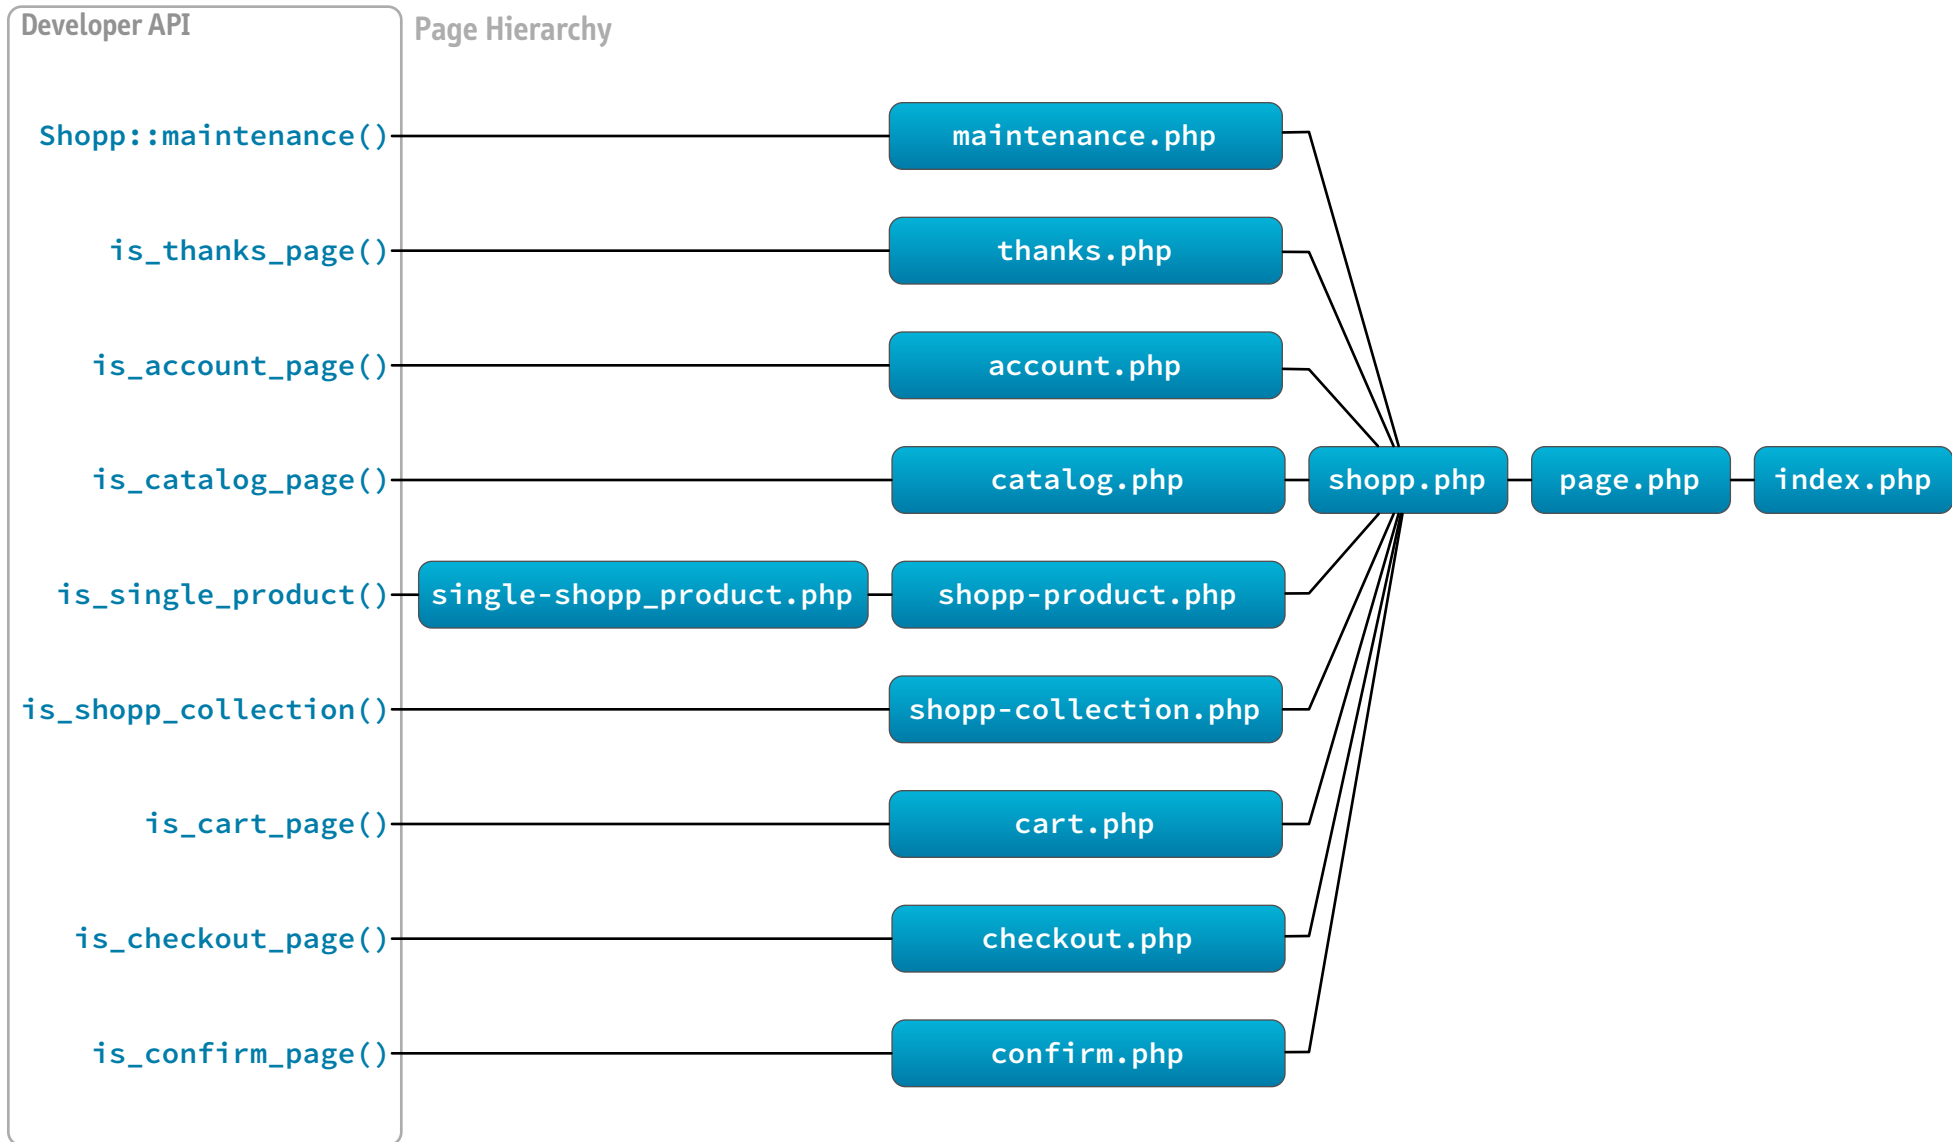 Developer API
Page Hierarchy
Shopp::maintenance() maintenance.php
is_thanks_page() thanks.php
is_account_page() account.php
is_catalog_page() catalog.php shopp.php page.php index.php
is_single_product() single-shopp_product.php shopp-product.php
is_shopp_collection() shopp-collection.php
is_cart_page() cart.php
is_checkout_page() checkout.php
is_confirm_page() confirm.php